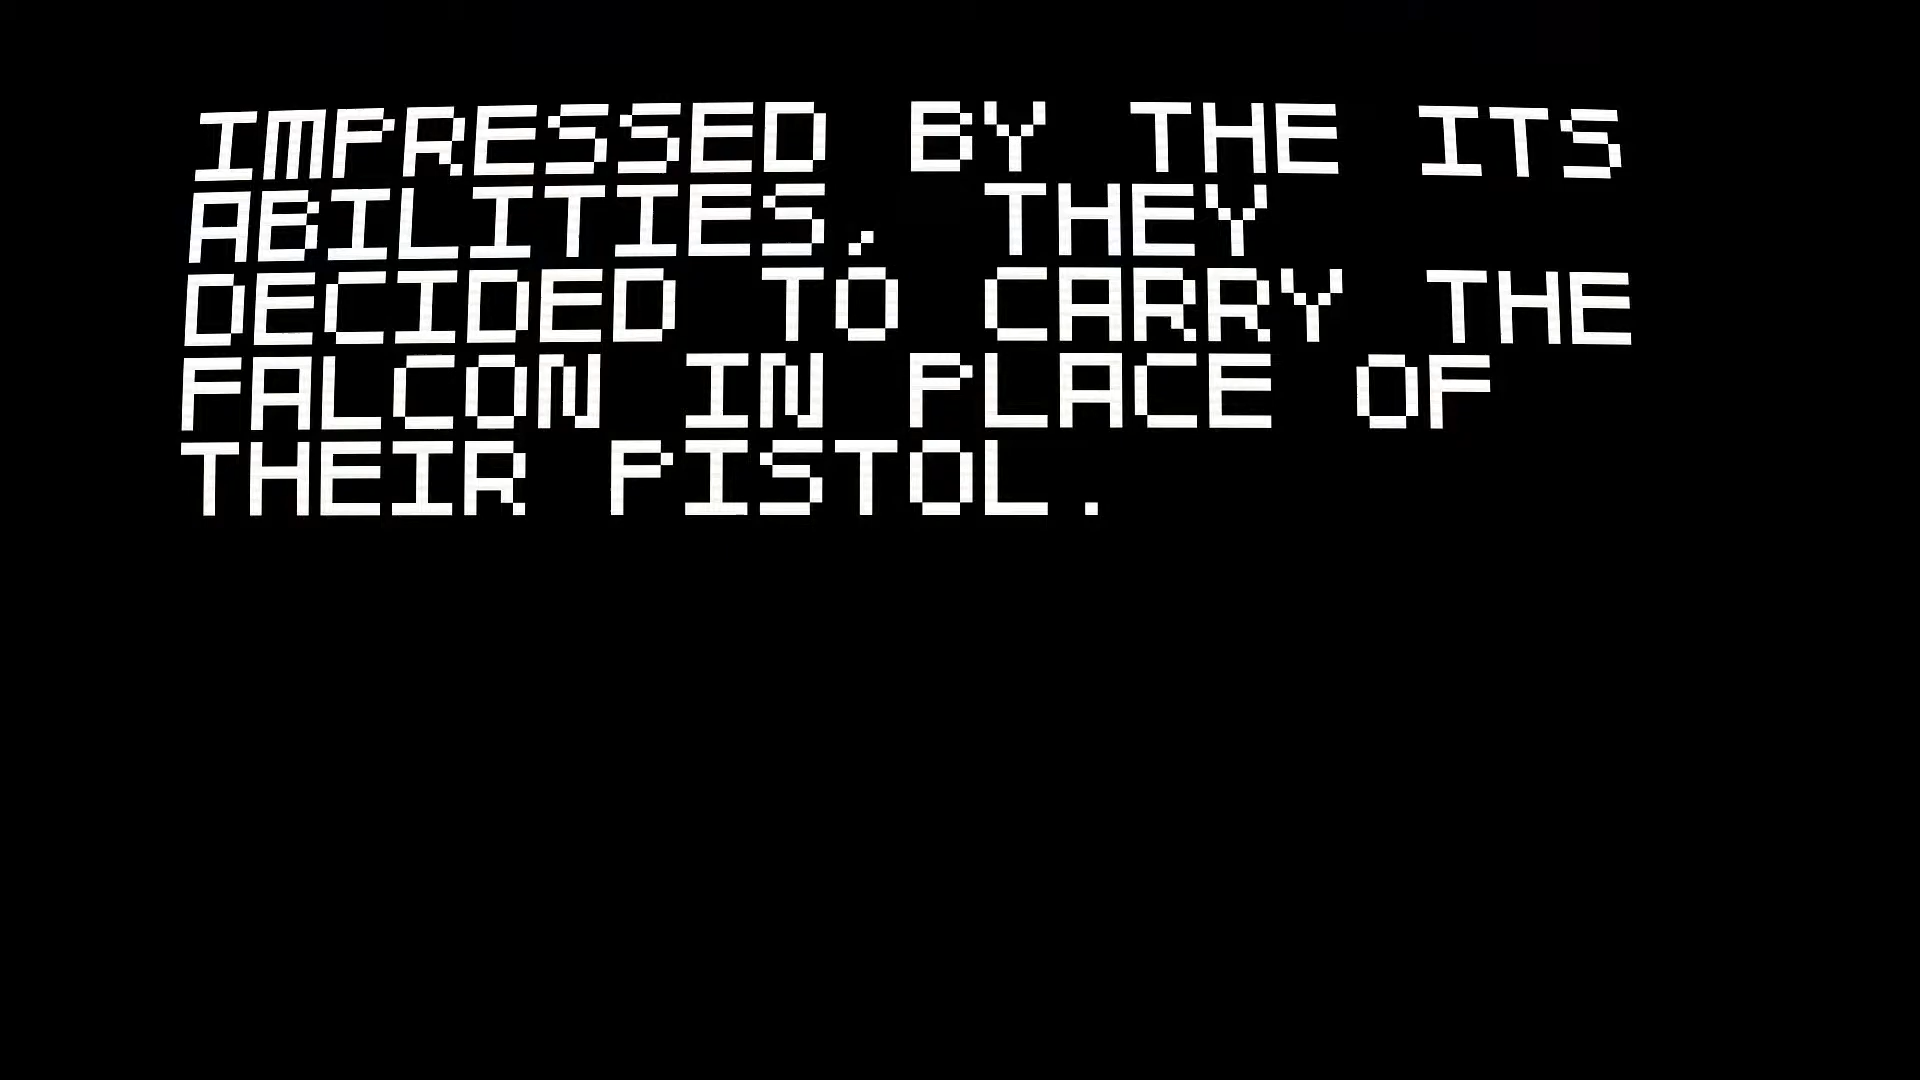 IMPRESSED BY THE ITS
ABILITIES, THEY
DECIDED TO CARRY THE
FALCON IN PLACE OF
THEIR PISTOL.